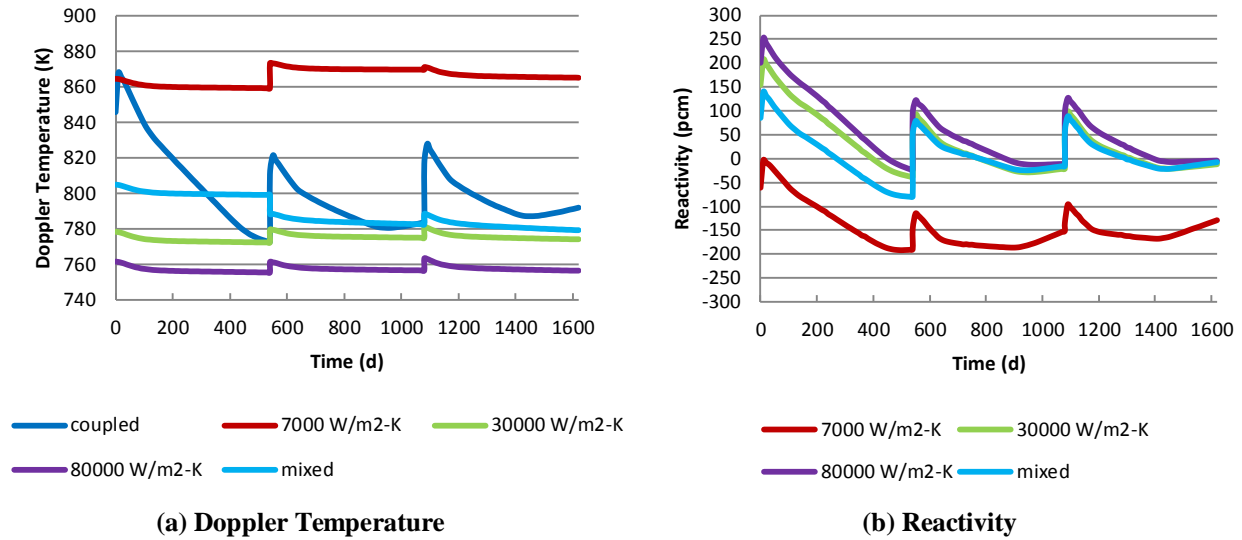 900
880
860
840
820
800
780
760
740
Doppler Temperature (K)
0 200 400 600 800 1000 1200 1400 1600
Time (d)
coupled 7000 W/m2-K 30000 W/m2-K
80000 W/m2-K mixed
(a) Doppler Temperature
300
250
200
150
100
50
0
-50
-100
-150
-200
-250
-300
Reactivity (pcm)
0 200 400 600 800 1000 1200 1400 1600
Time (d)
7000 W/m2-K 30000 W/m2-K
80000 W/m2-K mixed
(b) Reactivity